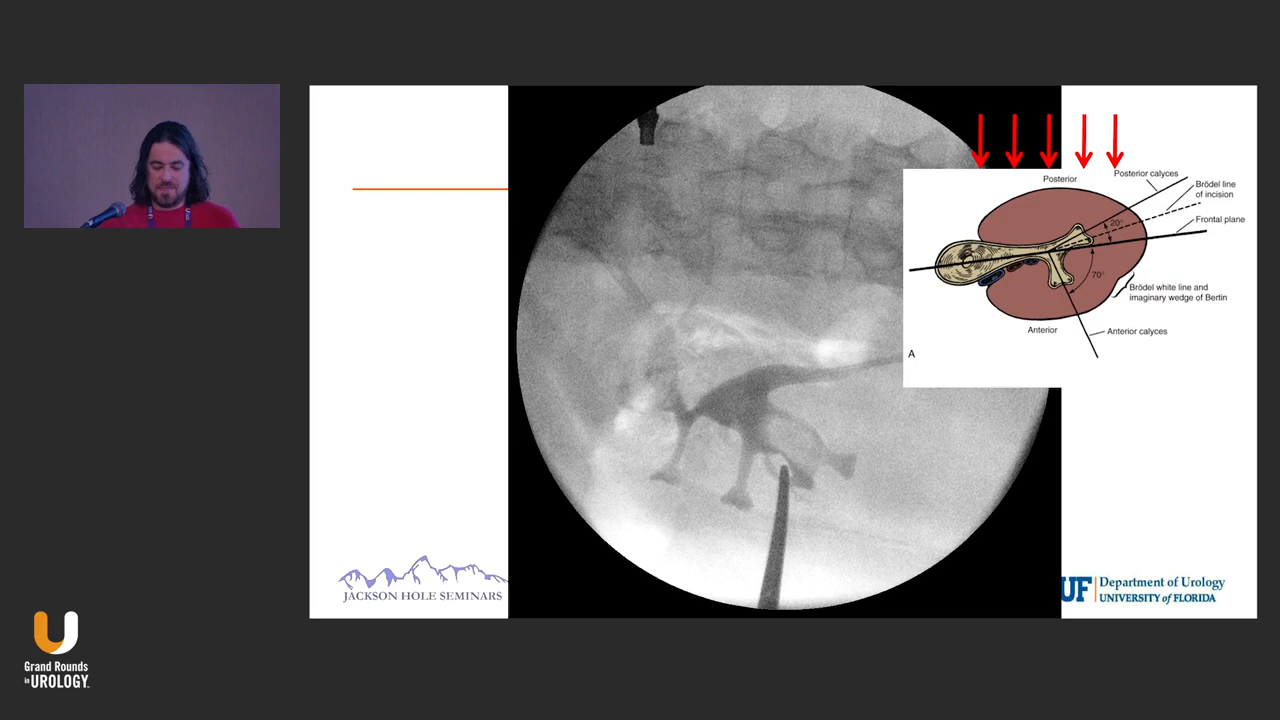 Posterior
Posterior calyces
Brödel line
of incision
20°
Frontal plane
70°
Brödel white line and
imaginary wedge of Bertin
Anterior
Anterior calyces
A
JACKSON HOLE SEMINARS
UF Department of Urology
UNIVERSITY of FLORIDA
Grand Rounds
in UROLOGY